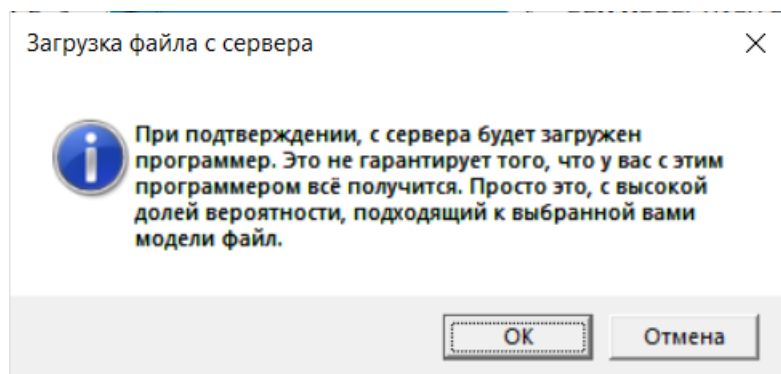 Загрузка файла с сервера
При подтверждении, с сервера будет загружен
программер. Это не гарантирует того, что у вас с этим
программером всё получится. Просто это, с высокой
долей вероятности, подходящий к выбранной вами
модели файл.
ОК
Отмена